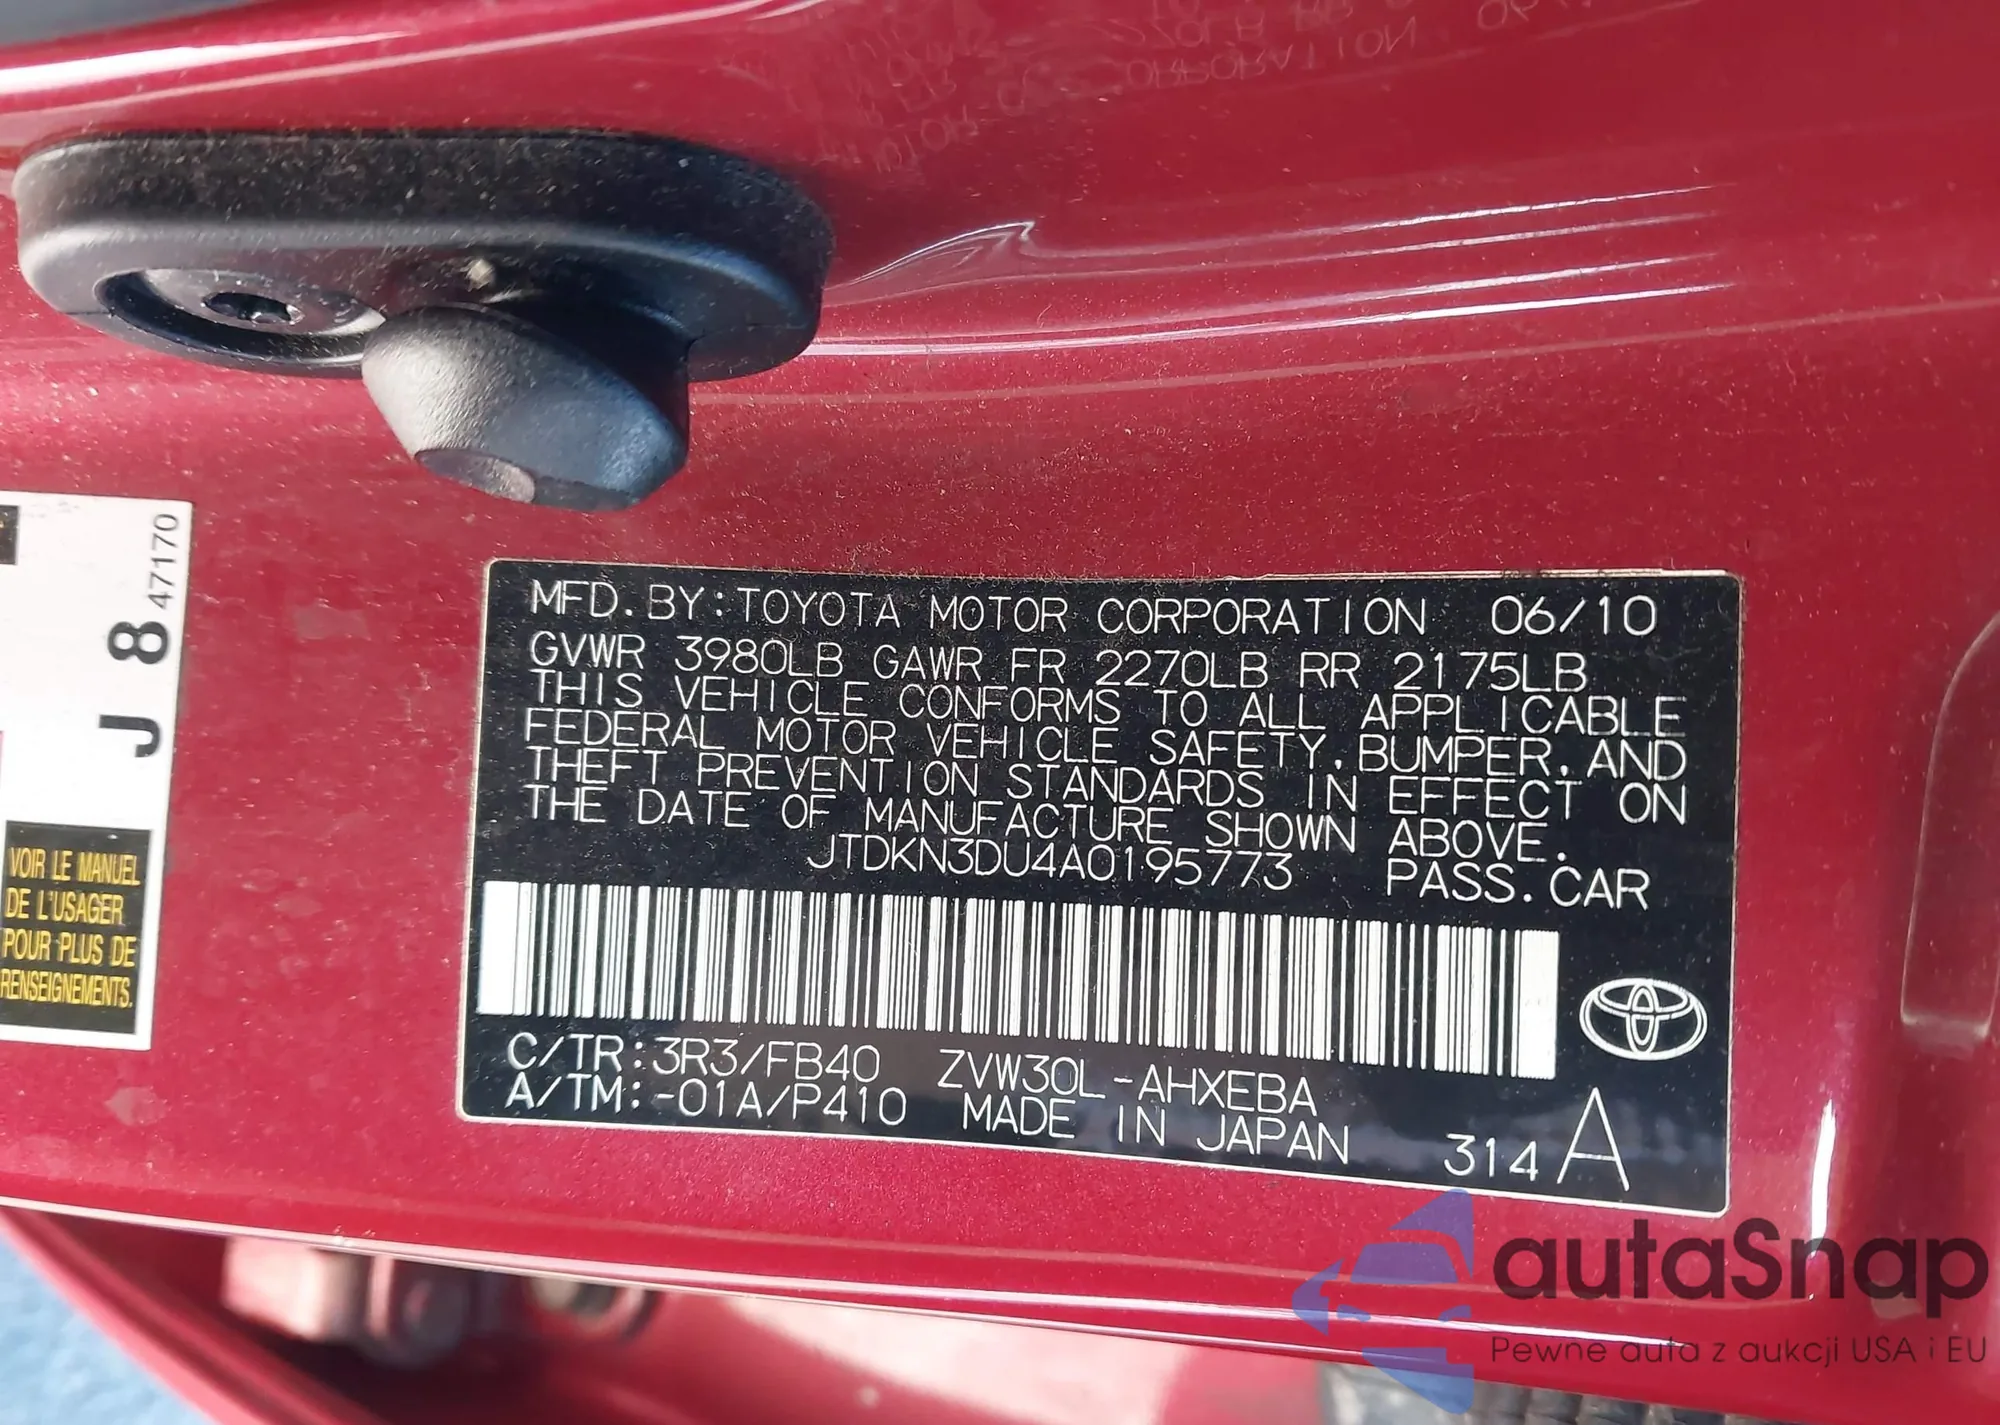 MFD. BY: TOYOTA MOTOR CORPORATION 06/10
GVWR 3980LB GAWR FR 2270LB RR 2175LB
THIS VEHICLE CONFORMS TO ALL APPLICABLE
FEDERAL MOTOR VEHICLE SAFETY, BUMPER, AND
THEFT PREVENTION STANDARDS IN EFFECT ON
THE DATE OF MANUFACTURE SHOWN ABOVE.
JTDKN3DU4A0195773 PASS. CAR
C/TR: 3R3/FB40 ZVW30L-AHXEBA
A/TM: -01A/P410 MADE IN JAPAN 314 A
J 8 47170
VOIR LE MANUEL
DE L'USAGER
POUR PLUS DE
RENSEIGNEMENTS.
autaSnap
Pewne auta z aukcji USA i EU